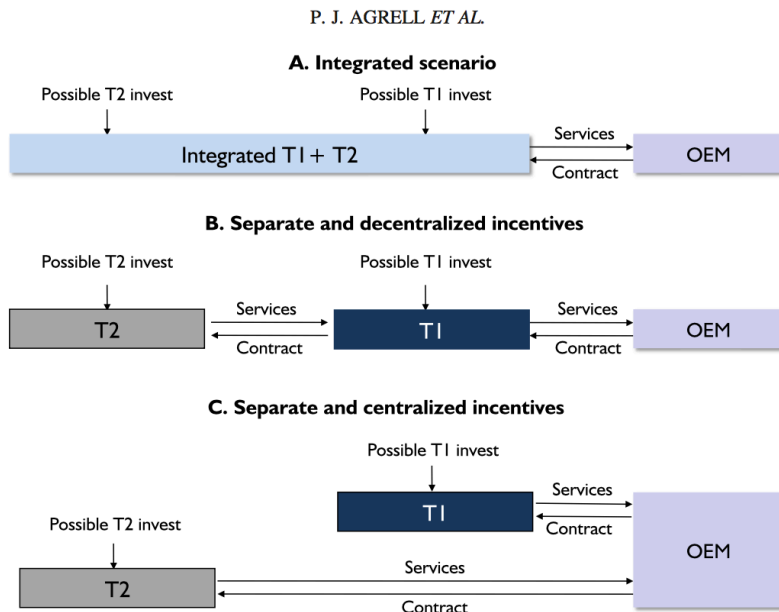 P. J. AGRELL ET AL.
A. Integrated scenario
Possible T2 invest
Possible T1 invest
Integrated T1+ T2
Services
Contract
OEM
B. Separate and decentralized incentives
Possible T2 invest
Possible T1 invest
T2
Services
Contract
T1
Services
Contract
OEM
C. Separate and centralized incentives
Possible T1 invest
T1
Services
Contract
OEM
Possible T2 invest
T2
Services
Contract